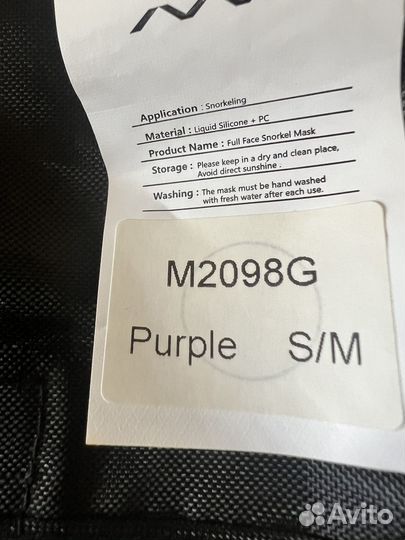 Application : Snorkeling
Material : Liquid Silicone + PC
Product Name : Full Face Snorkel Mask
Storage : Please keep in a dry and clean place,
Avoid direct sunshine .
Washing : The mask must be hand washed
with fresh water after each use.
M2098G
Purple S/M
Avito